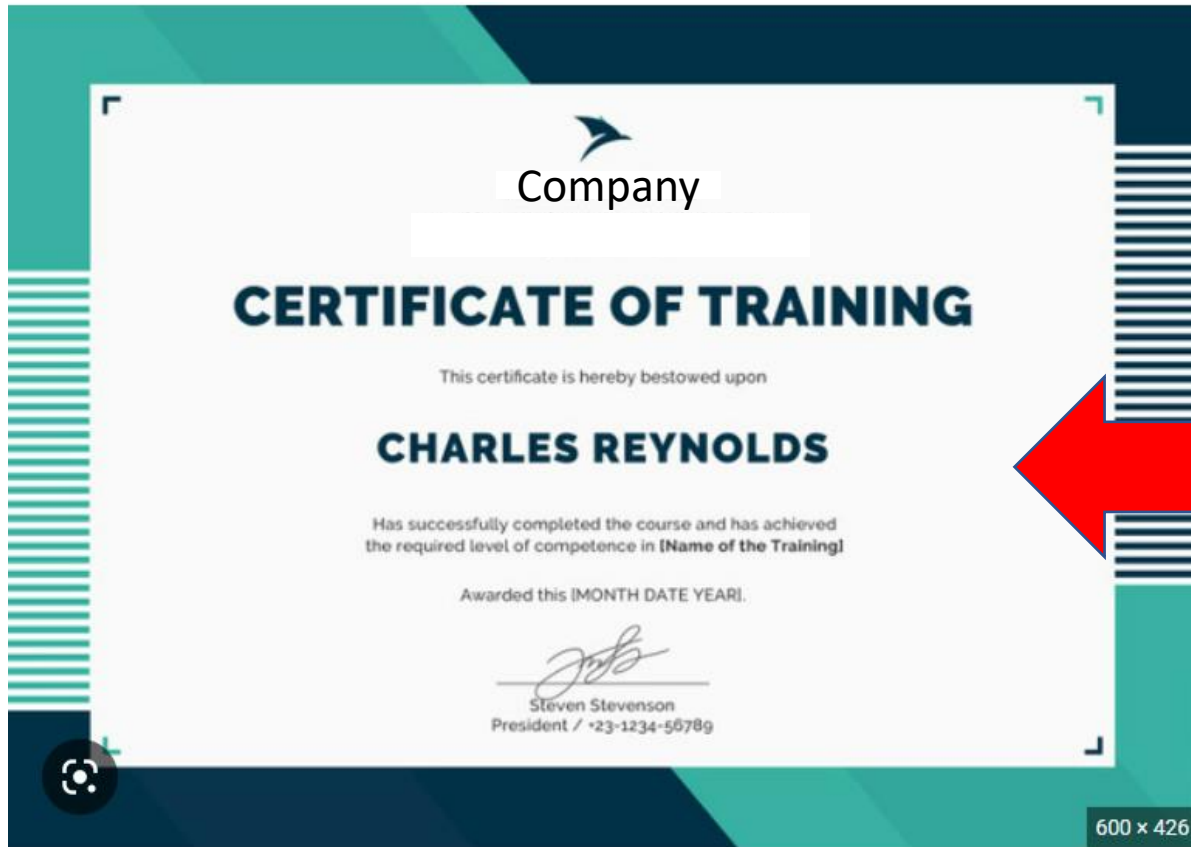 Company
CERTIFICATE OF TRAINING
This certificate is hereby bestowed upon
CHARLES REYNOLDS
Has successfully completed the course and has achieved
the required level of competence in [Name of the Training]
Awarded this [MONTH DATE YEAR].
Steven Stevenson
President / +23-1234-56789
600 × 426